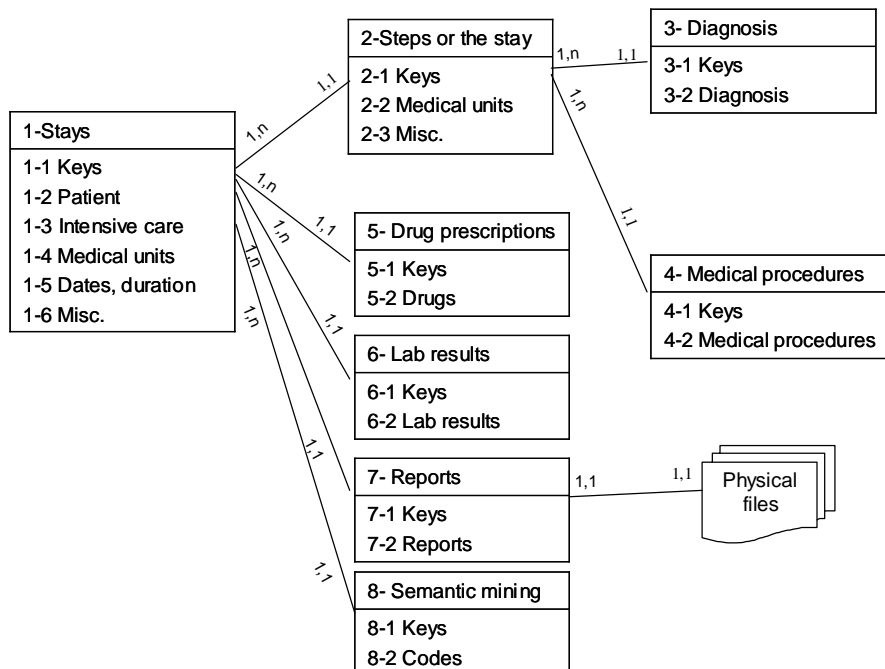 1-Stays
1-1 Keys
1-2 Patient
1-3 Intensive care
1-4 Medical units
1-5 Dates, duration
1-6 Misc.
1,n
1,1
1,n
1,1
1,n
1,1
1,n
1,1
1,n
1,1
2-Steps or the stay
2-1 Keys
2-2 Medical units
2-3 Misc.
1,n
1,1
1,n
1,1
3- Diagnosis
3-1 Keys
3-2 Diagnosis
4- Medical procedures
4-1 Keys
4-2 Medical procedures
5- Drug prescriptions
5-1 Keys
5-2 Drugs
6- Lab results
6-1 Keys
6-2 Lab results
7- Reports
7-1 Keys
7-2 Reports
1,1
1,1
Physical
files
8- Semantic mining
8-1 Keys
8-2 Codes